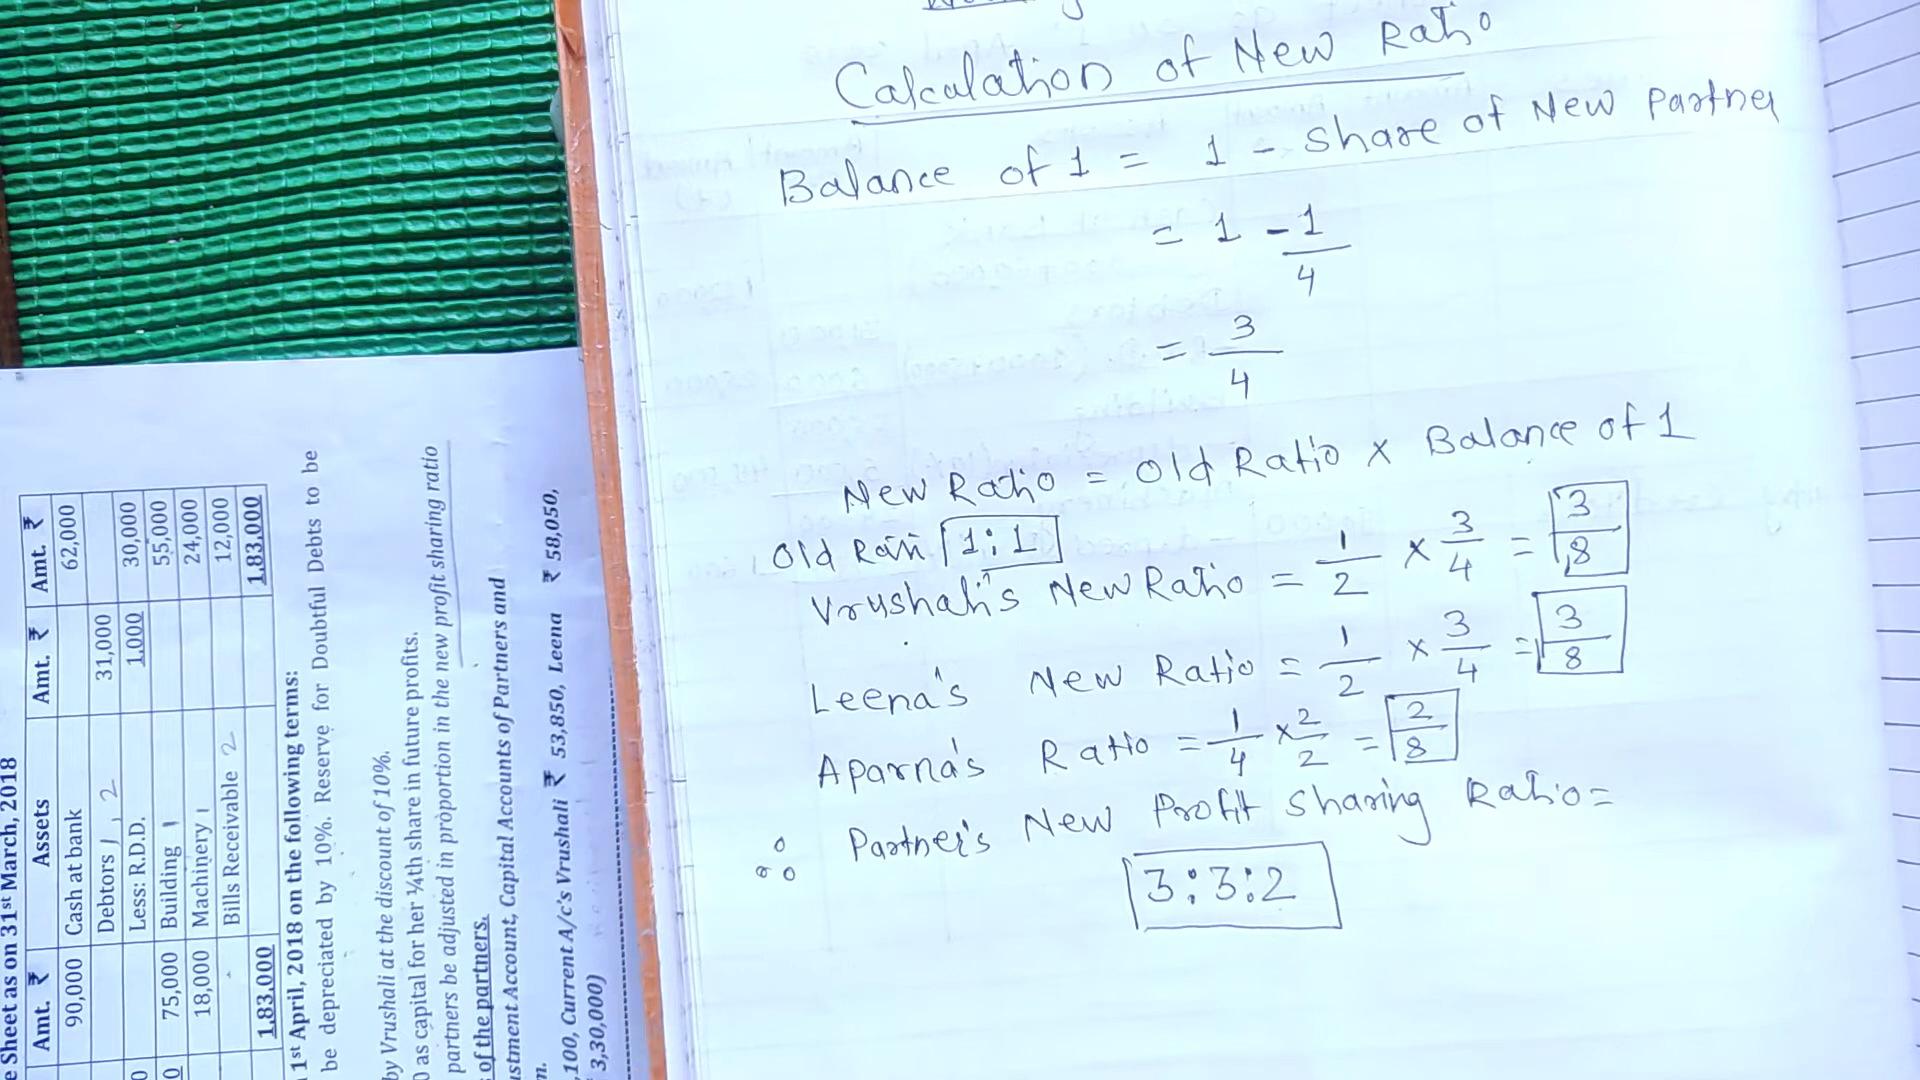 Calculation of New Ratio
Balance of 1 = 1 - Share of New Partner
= 1 - 1/4
= 3/4
New Ratio = Old Ratio x Balance of 1
Old Ratio 1:1
Vrushali's New Ratio = 1/2 x 3/4 = 3/8
Leena's New Ratio = 1/2 x 3/4 = 3/8
Aparna's Ratio = 1/4 x 2/2 = 2/8
∴ Partner's New Profit Sharing Ratio =
3:3:2
e Sheet as on 31st March, 2018
Amt. ₹ Assets Amt. ₹ Amt. ₹
90,000 Cash at bank 62,000
Debtors 1, 2 31,000
Less: R.D.D. 1,000 30,000
75,000 Building 1 55,000
18,000 Machinery 1 24,000
Bills Receivable 2 12,000
1,83,000 1,83,000
1st April, 2018 on the following terms:
be depreciated by 10%. Reserve for Doubtful Debts to be
by Vrushali at the discount of 10%.
0 as capital for her ¼th share in future profits.
partners be adjusted in proportion in the new profit sharing ratio
of the partners.
ustment Account, Capital Accounts of Partners and
n.
,100, Current A/c's Vrushali ₹ 53,850, Leena ₹ 58,050,
3,30,000)